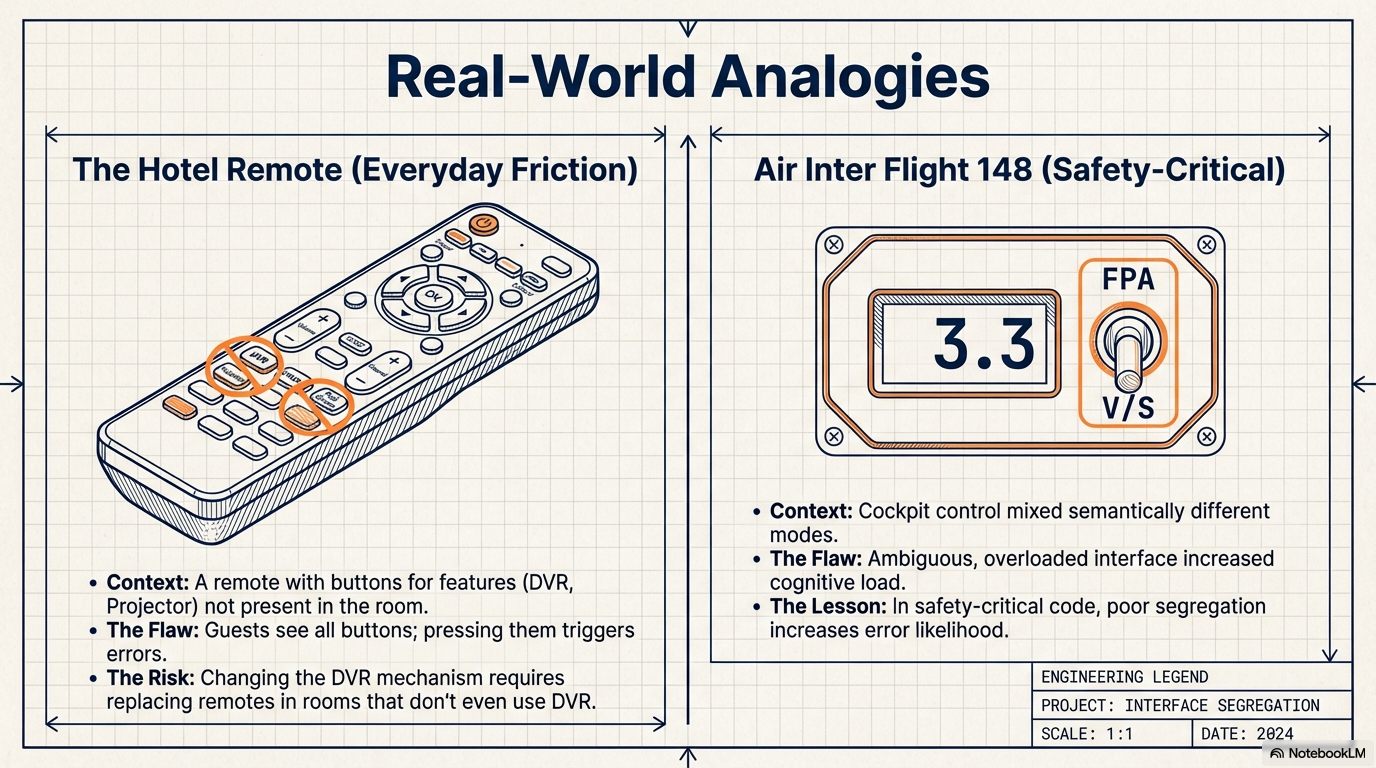 Real-World Analogies
The Hotel Remote (Everyday Friction)
OK
+
-
+
-
• Context: A remote with buttons for features (DVR,
Projector) not present in the room.
• The Flaw: Guests see all buttons; pressing them triggers
errors.
• The Risk: Changing the DVR mechanism requires
replacing remotes in rooms that don't even use DVR.
Air Inter Flight 148 (Safety-Critical)
3.3
FPA
V/S
• Context: Cockpit control mixed semantically different
modes.
• The Flaw: Ambiguous, overloaded interface increased
cognitive load.
• The Lesson: In safety-critical code, poor segregation
increases error likelihood.
ENGINEERING LEGEND
PROJECT: INTERFACE SEGREGATION
SCALE: 1:1
DATE: 2024
NotebookLM